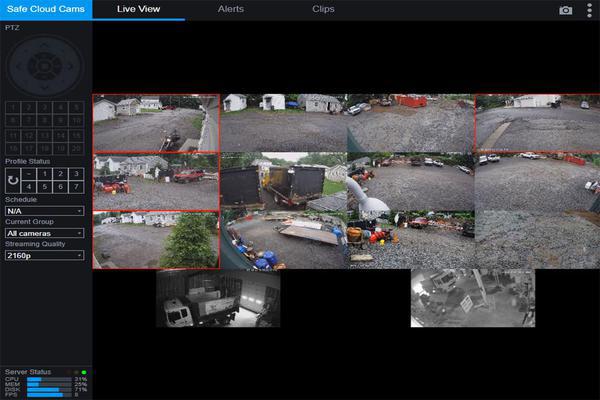 Safe Cloud Cams Live View Alerts Clips
PTZ
1 2 3 4 5
6 7 8 9 10
11 12 13 14 15
16 17 18 19 20
Profile Status
~ 1 2 3
4 5 6 7
Schedule
N/A
Current Group
All cameras
Streaming Quality
2160p
Server Status
CPU 31%
MEM 25%
DISK 71%
FPS 8